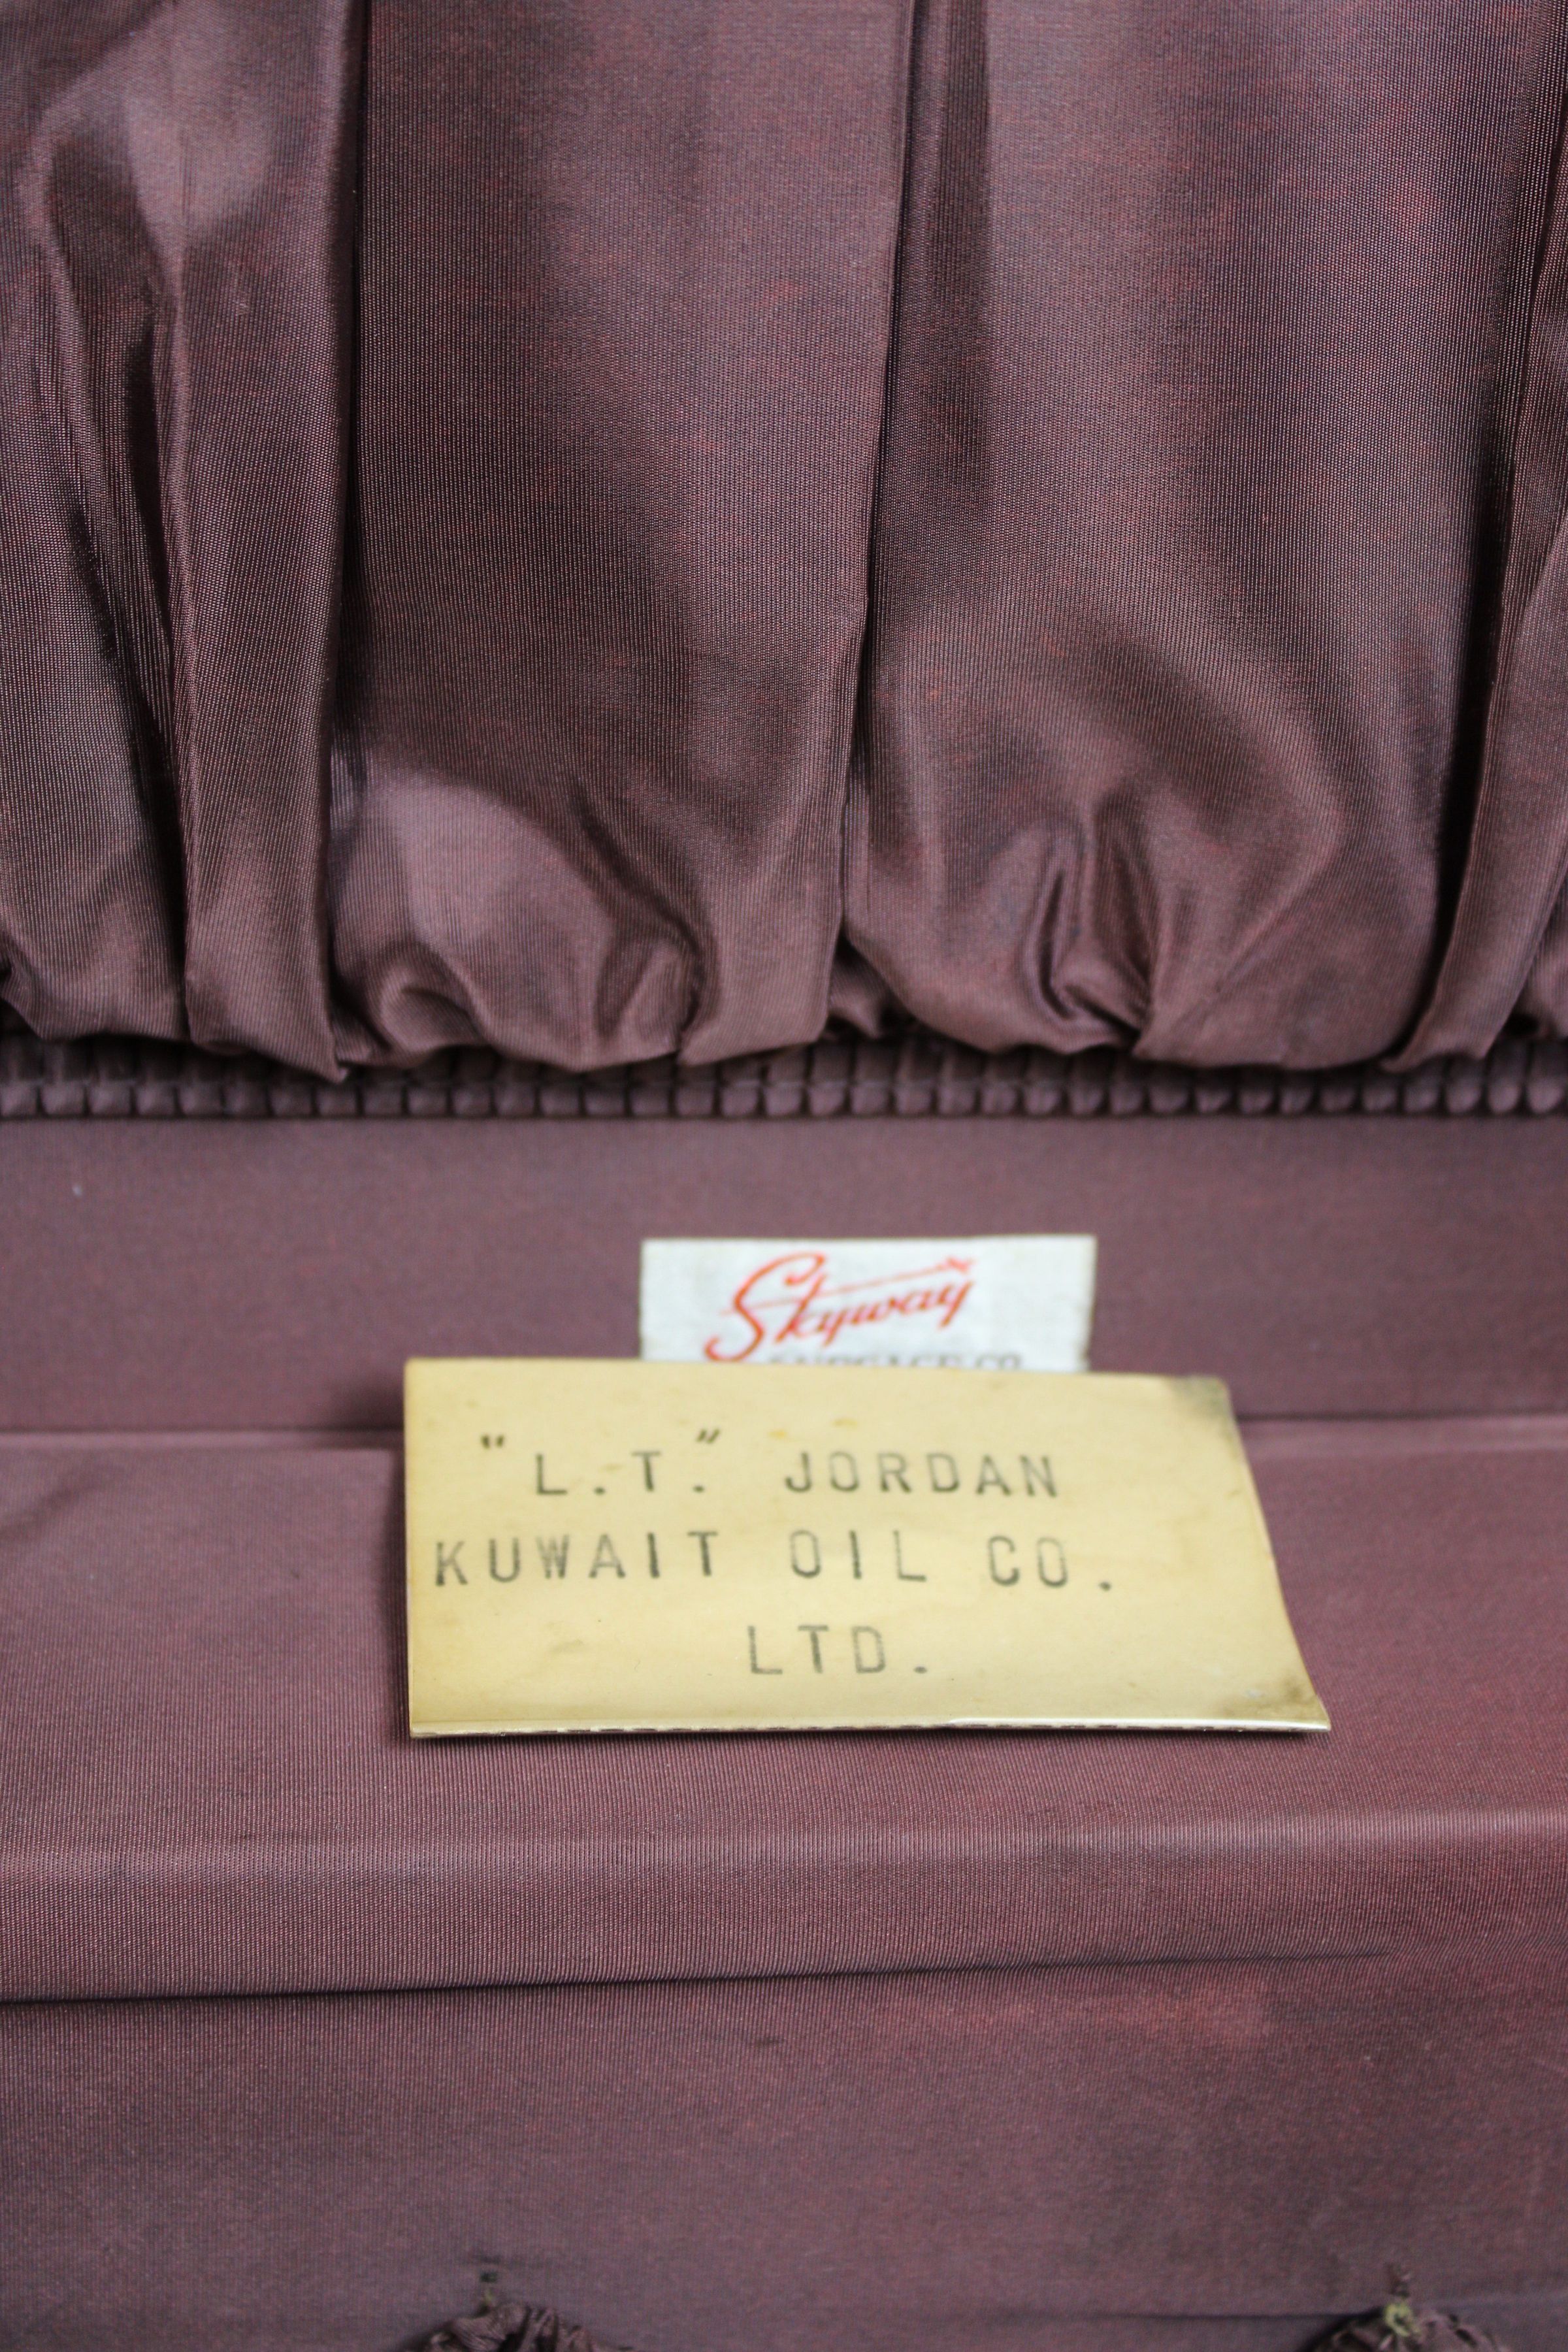 Skyway
"L.T." JORDAN
KUWAIT OIL CO.
LTD.